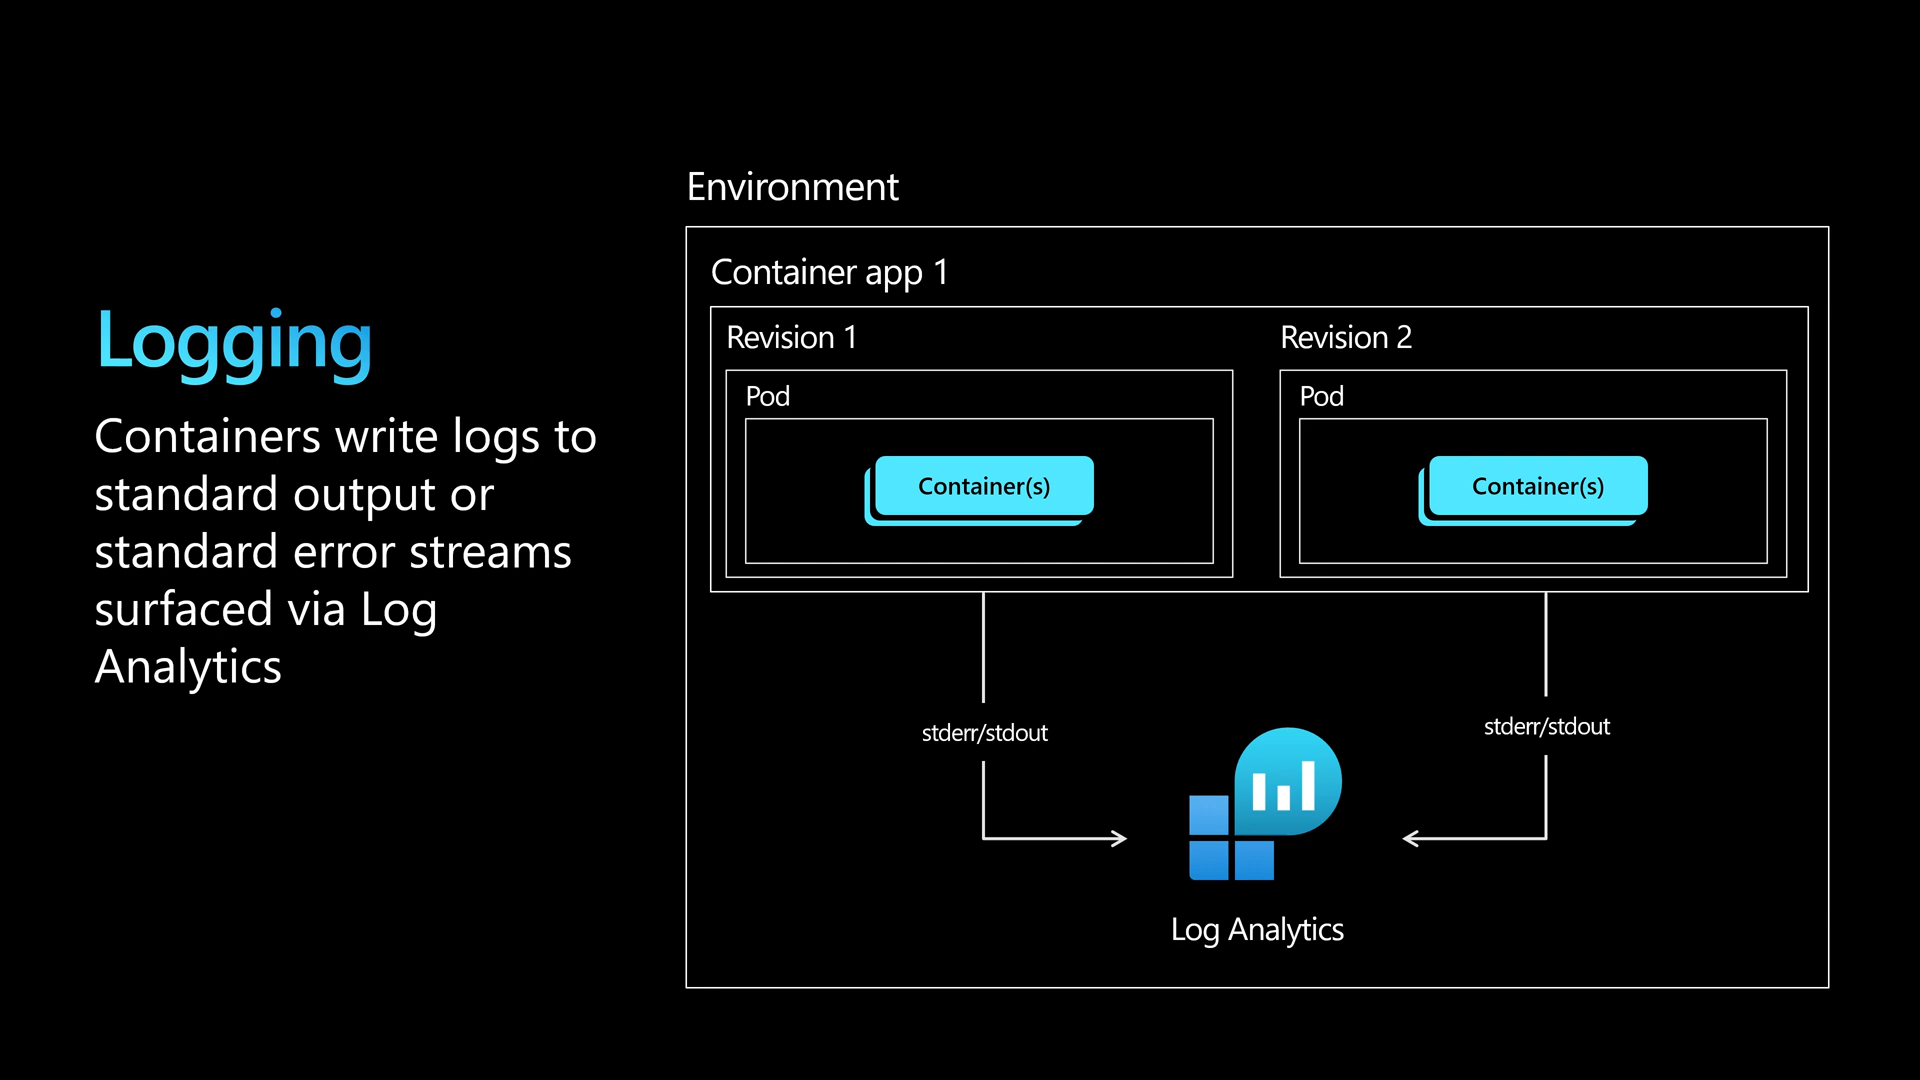 Logging
Containers write logs to
standard output or
standard error streams
surfaced via Log
Analytics
Environment
Container app 1
Revision 1
Revision 2
Pod
Pod
Container(s)
Container(s)
stderr/stdout
stderr/stdout
Log Analytics